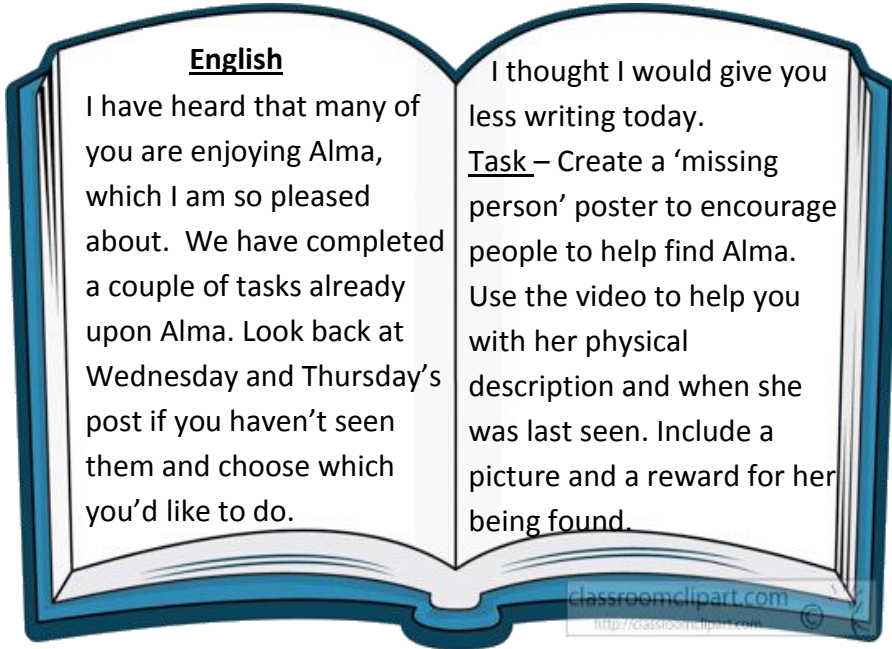 English
I have heard that many of
you are enjoying Alma,
which I am so pleased
about.  We have completed
a couple of tasks already
upon Alma. Look back at
Wednesday and Thursday’s
post if you haven’t seen
them and choose which
you’d like to do.
I thought I would give you
less writing today.
Task – Create a ‘missing
person’ poster to encourage
people to help find Alma.
Use the video to help you
with her physical
description and when she
was last seen. Include a
picture and a reward for her
being found.
classroomclipart.com ©
http://classroomclipart.com